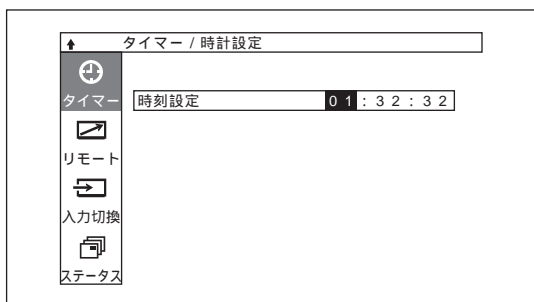 タイマー / 時計設定
タイマー
時刻設定 01:32:32
リモート
入力切換
ステータス